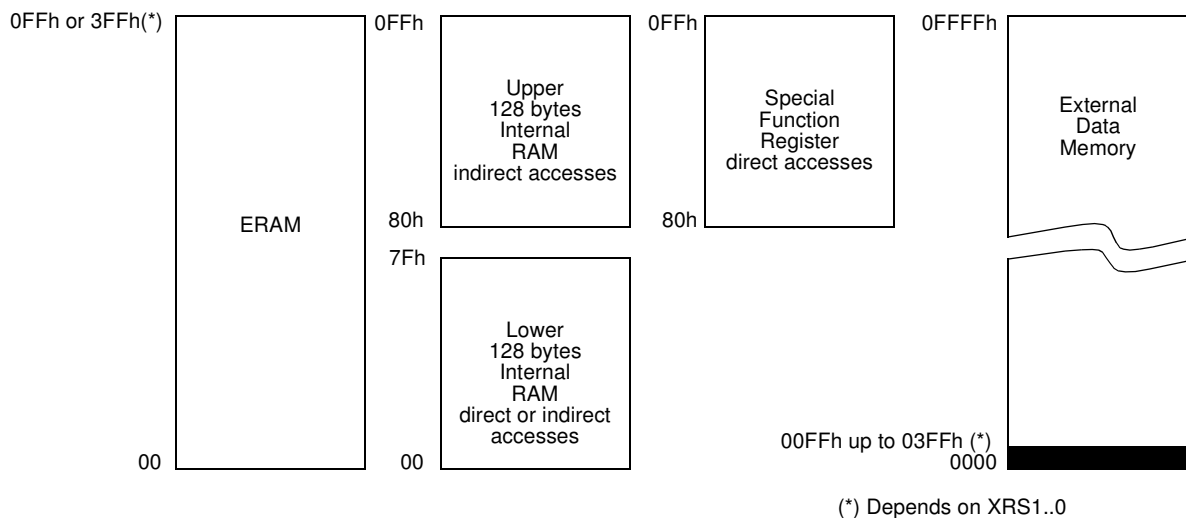 0FFh or 3FFh(*)
ERAM
00
0FFh
Upper
128 bytes
Internal
RAM
indirect accesses
80h
7Fh
Lower
128 bytes
Internal
RAM
direct or indirect
accesses
00
0FFh
Special
Function
Register
direct accesses
80h
0FFFFh
External
Data
Memory
00FFh up to 03FFh (*)
0000
(*) Depends on XRS1..0